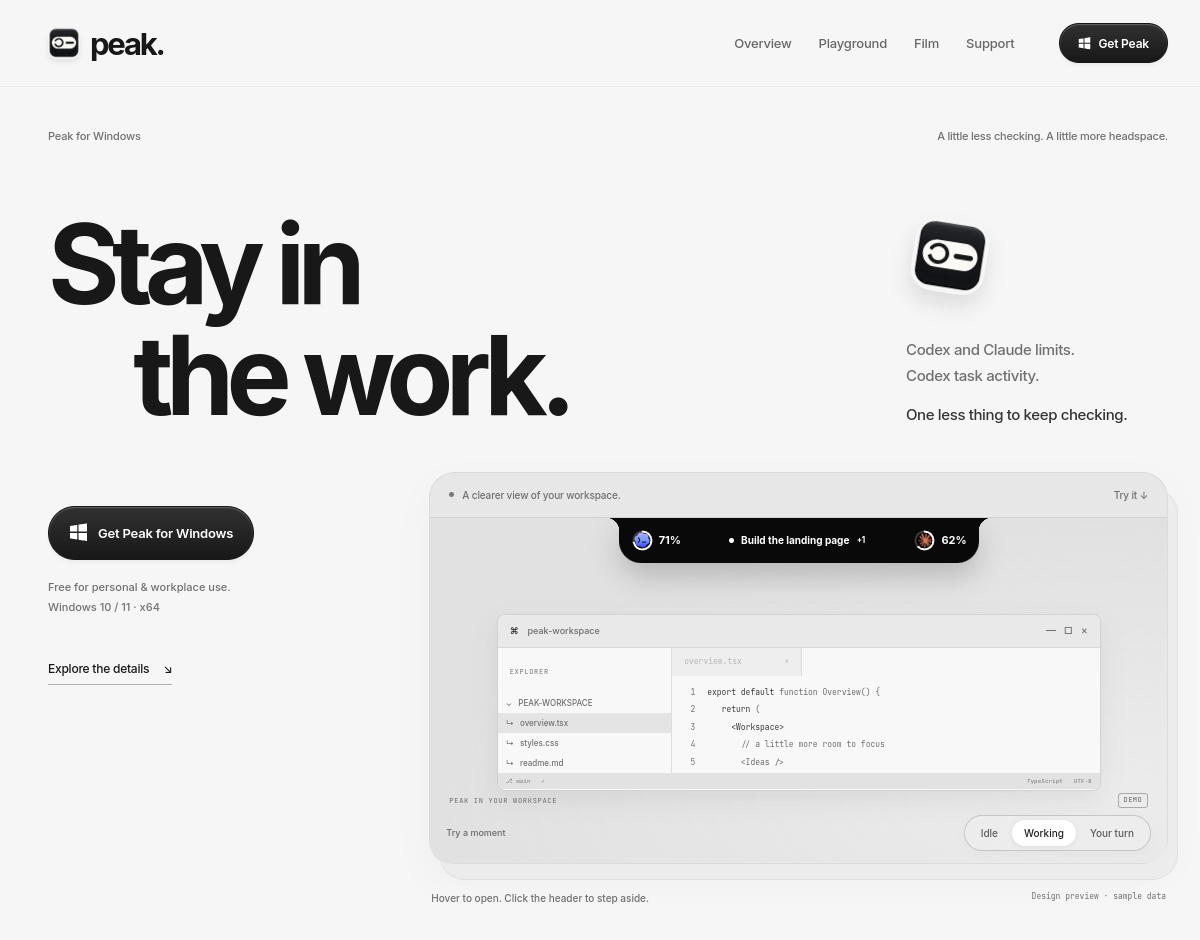 peak.
Overview
Playground
Film
Support
Get Peak
Peak for Windows
A little less checking. A little more headspace.
Stay in
the work.
Codex and Claude limits.
Codex task activity.
One less thing to keep checking.
Get Peak for Windows
Free for personal & workplace use.
Windows 10 / 11 · x64
Explore the details ↘
A clearer view of your workspace.
Try it ↓
71%
Build the landing page +1
62%
⌘ peak-workspace
EXPLORER
PEAK-WORKSPACE
overview.tsx
styles.css
readme.md
overview.tsx ×
1 export default function Overview() {
2 return (
3 <Workspace>
4 // a little more room to focus
5 <Ideas />
main ✓
TypeScript UTF-8
PEAK IN YOUR WORKSPACE
DEMO
Try a moment
Idle
Working
Your turn
Hover to open. Click the header to step aside.
Design preview · sample data